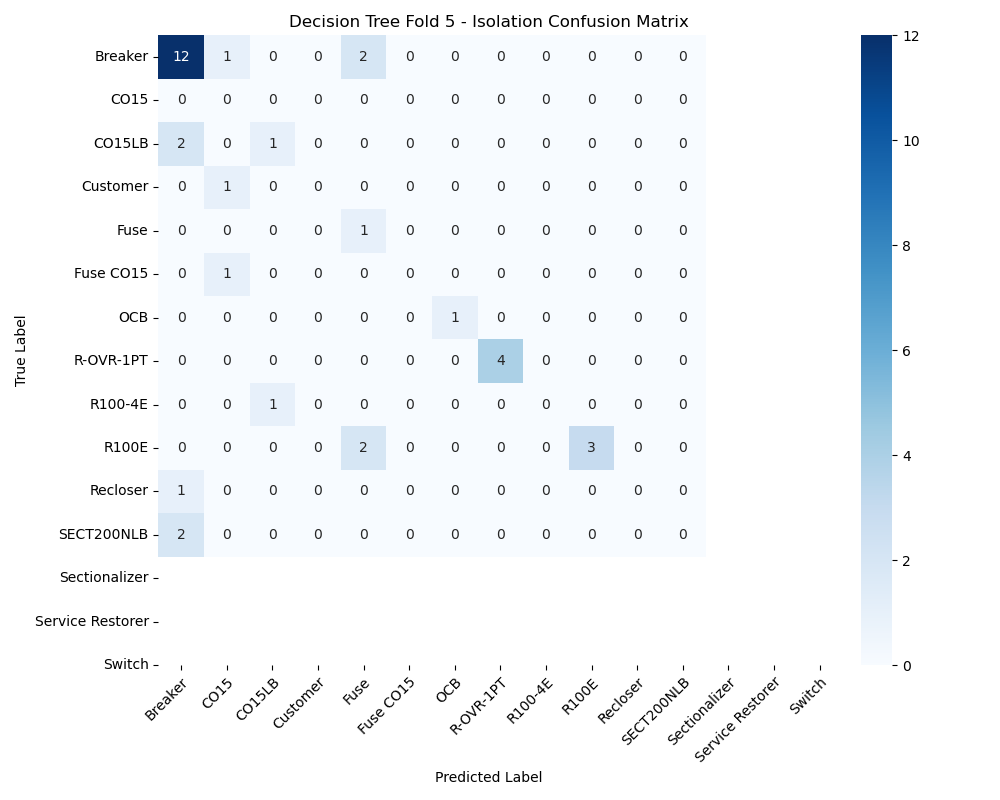 Decision Tree Fold 5 - Isolation Confusion Matrix
True Label
Breaker 12 1 0 0 2 0 0 0 0 0 0 0
CO15 0 0 0 0 0 0 0 0 0 0 0 0
CO15LB 2 0 1 0 0 0 0 0 0 0 0 0
Customer 0 1 0 0 0 0 0 0 0 0 0 0
Fuse 0 0 0 0 1 0 0 0 0 0 0 0
Fuse CO15 0 1 0 0 0 0 0 0 0 0 0 0
OCB 0 0 0 0 0 0 1 0 0 0 0 0
R-OVR-1PT 0 0 0 0 0 0 0 4 0 0 0 0
R100-4E 0 0 1 0 0 0 0 0 0 0 0 0
R100E 0 0 0 0 2 0 0 0 0 3 0 0
Recloser 1 0 0 0 0 0 0 0 0 0 0 0
SECT200NLB 2 0 0 0 0 0 0 0 0 0 0 0
Sectionalizer
Service Restorer
Switch
Breaker
CO15
CO15LB
Customer
Fuse
Fuse CO15
OCB
R-OVR-1PT
R100-4E
R100E
Recloser
SECT200NLB
Sectionalizer
Service Restorer
Switch
Predicted Label
12
10
8
6
4
2
0